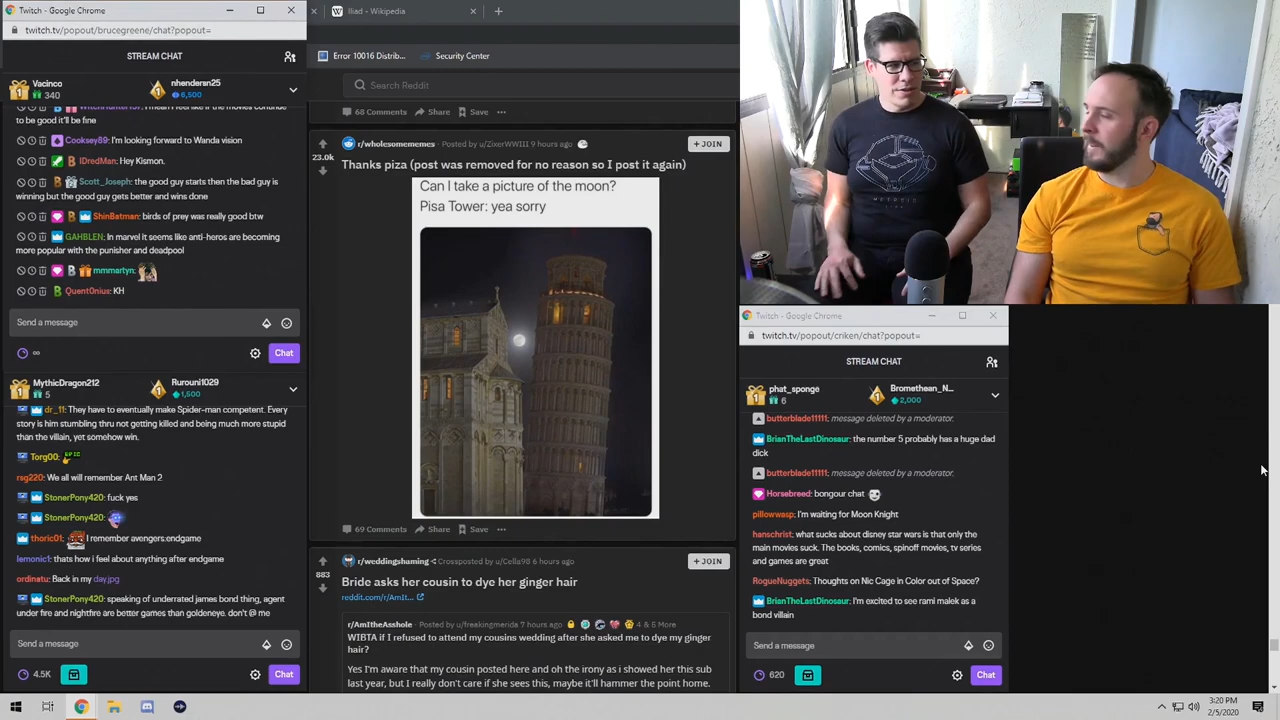 Twitch - Google Chrome
twitch.tv/popout/brucegreene/chat?popout=
STREAM CHAT
Vacinco
340
nhenderen25
6,500
WitchHunter157: I mean I feel like if the movies continue
to be good it'll be fine
Cooksey89: I'm looking forward to Wanda vision
IDredMan: Hey Kismon.
Scott_Joseph: the good guy starts then the bad guy is
winning but the good guy gets better and wins done
ShinBatman: birds of prey was really good btw
GAHBLEN: In marvel it seems like anti-heros are becoming
more popular with the punisher and deadpool
mmmartyn:
Quent0nius: KH
Send a message
∞
Chat
MythicDragon212
5
Rurouni1029
1,500
dr_11: They have to eventually make Spider-man competent. Every
story is him stumbling thru not getting killed and being much more stupid
than the villain, yet somehow win.
Torg00: EPIC
rsg220: We all will remember Ant Man 2
StonerPony420: fuck yes
StonerPony420:
thoric01: I remember avengers:endgame
lemonic1: thats how i feel about anything after endgame
ordinatu: Back in my day.jpg
StonerPony420: speaking of underrated james bond thing, agent
under fire and nightfire are better games than goldeneye. don't @ me
Send a message
4.5K
Chat
Iliad - Wikipedia
Error 10016 Distrib...
Security Center
Search Reddit
68 Comments Share Save
23.0k
r/wholesomememes · Posted by u/ZixerWWIII 9 hours ago
+ JOIN
Thanks piza (post was removed for no reason so I post it again)
Can I take a picture of the moon?
Pisa Tower: yea sorry
69 Comments Share Save
883
r/weddingshaming · Crossposted by u/Cella98 6 hours ago
+ JOIN
Bride asks her cousin to dye her ginger hair
reddit.com/r/AmIt...
r/AmItheAsshole · Posted by u/freakingmerida 7 hours ago 4 & 5 More
WIBTA if I refused to attend my cousins wedding after she asked me to dye my ginger
hair?
Yes I'm aware that my cousin posted here and oh the irony as i showed her this sub
last year, but I really don't care if she sees this, maybe it'll hammer the point home.
Twitch - Google Chrome
twitch.tv/popout/criken/chat?popout=
STREAM CHAT
phat_sponge
6
Bromethean_N...
2,000
butterblade11111: message deleted by a moderator.
BrianTheLastDinosaur: the number 5 probably has a huge dad
dick
butterblade11111: message deleted by a moderator.
Horsebreed: bongour chat
pillowwasp: I'm waiting for Moon Knight
hanschrist: what sucks about disney star wars is that only the
main movies suck. The books, comics, spinoff movies, tv series
and games are great
RogueNuggets: Thoughts on Nic Cage in Color out of Space?
BrianTheLastDinosaur: I'm excited to see rami malek as a
bond villain
Send a message
620
Chat
3:20 PM
2/5/2020